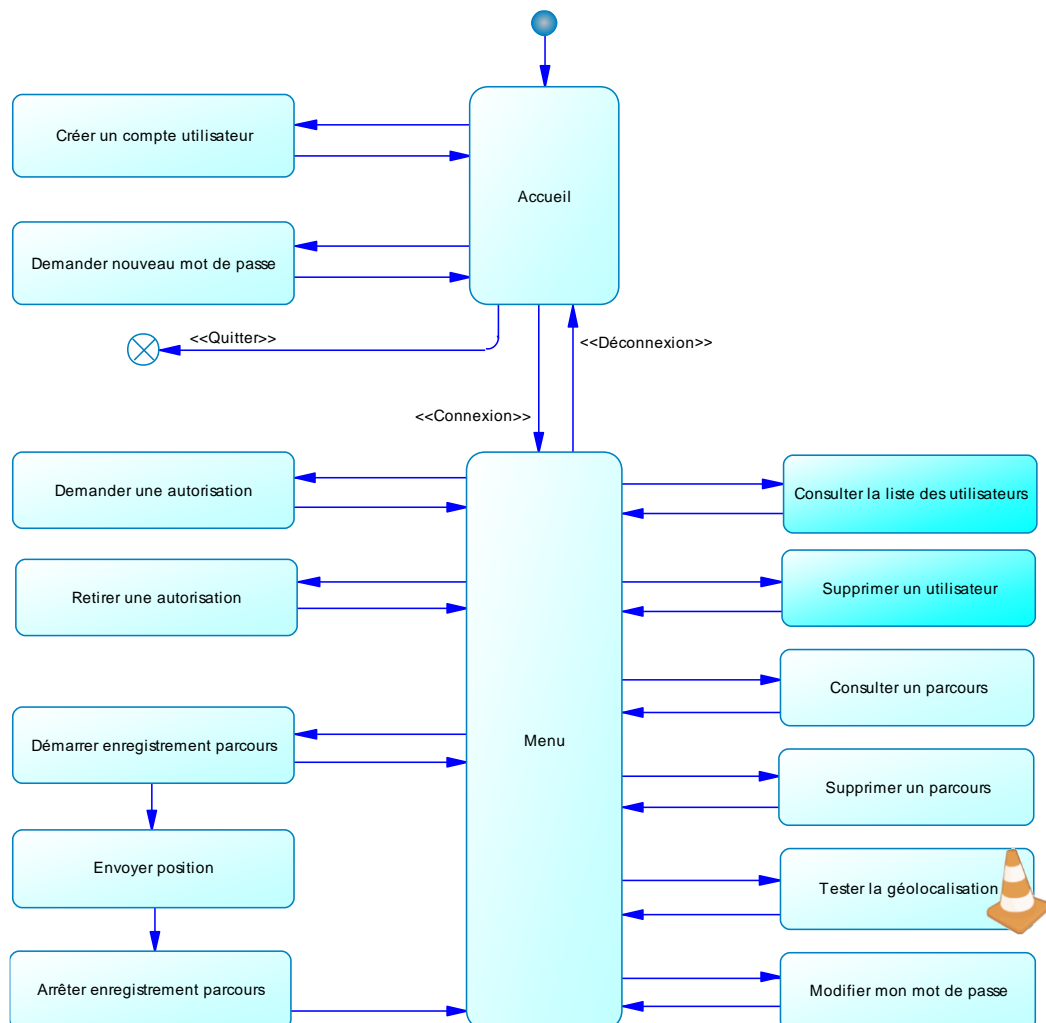 Créer un compte utilisateur
Accueil
Demander nouveau mot de passe
<<Quitter>>
<<Déconnexion>>
<<Connexion>>
Demander une autorisation
Consulter la liste des utilisateurs
Retirer une autorisation
Supprimer un utilisateur
Consulter un parcours
Démarrer enregistrement parcours
Menu
Supprimer un parcours
Envoyer position
Tester la géolocalisation
Arrêter enregistrement parcours
Modifier mon mot de passe